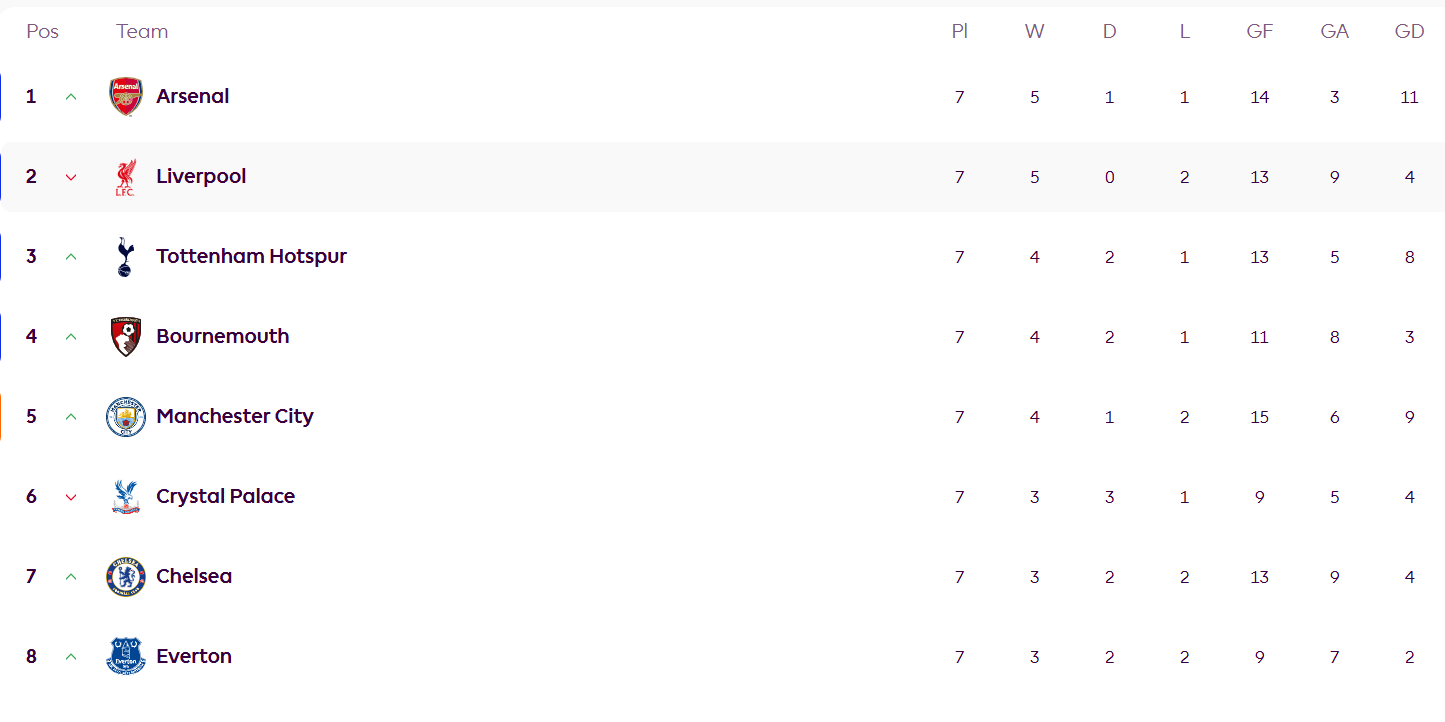 Pos Team Pl W D L GF GA GD
1 Arsenal 7 5 1 1 14 3 11
2 L.F.C. Liverpool 7 5 0 2 13 9 4
3 Tottenham Hotspur 7 4 2 1 13 5 8
4 Bournemouth 7 4 2 1 11 8 3
5 Manchester City 7 4 1 2 15 6 9
6 Crystal Palace 7 3 3 1 9 5 4
7 Chelsea 7 3 2 2 13 9 4
8 Everton 7 3 2 2 9 7 2